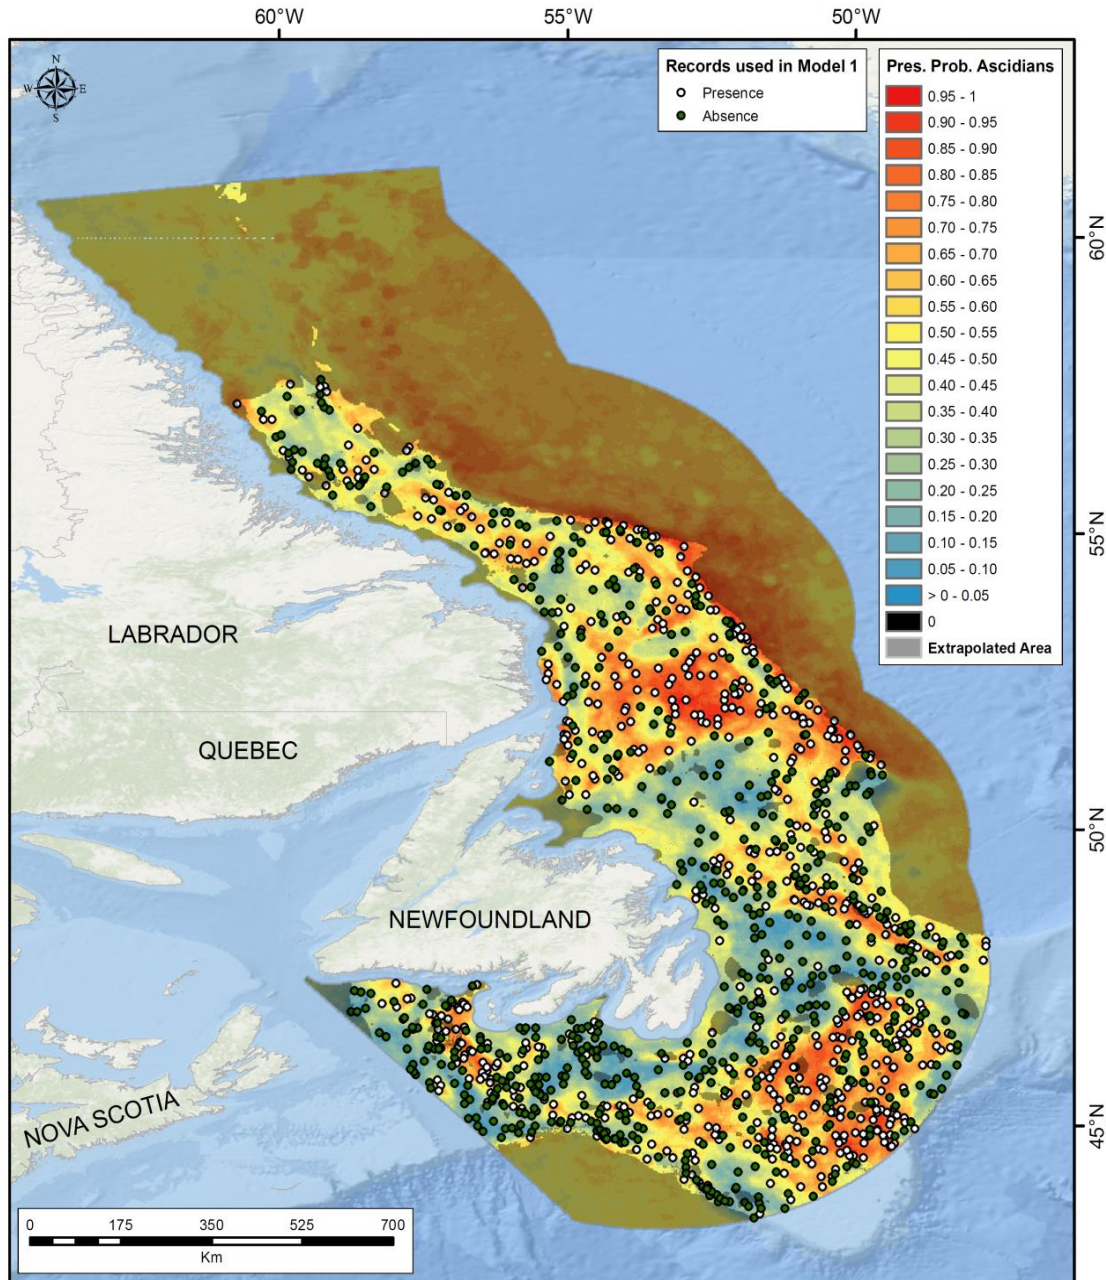 60°W 55°W 50°W
N
W E
S
Records used in Model 1
Presence
Absence
Pres. Prob. Ascidians
0.95 - 1
0.90 - 0.95
0.85 - 0.90
0.80 - 0.85
0.75 - 0.80
0.70 - 0.75
0.65 - 0.70
0.60 - 0.65
0.55 - 0.60
0.50 - 0.55
0.45 - 0.50
0.40 - 0.45
0.35 - 0.40
0.30 - 0.35
0.25 - 0.30
0.20 - 0.25
0.15 - 0.20
0.10 - 0.15
0.05 - 0.10
> 0 - 0.05
0
Extrapolated Area
60°N
55°N
50°N
45°N
LABRADOR
QUEBEC
NEWFOUNDLAND
NOVA SCOTIA
0 175 350 525 700
Km